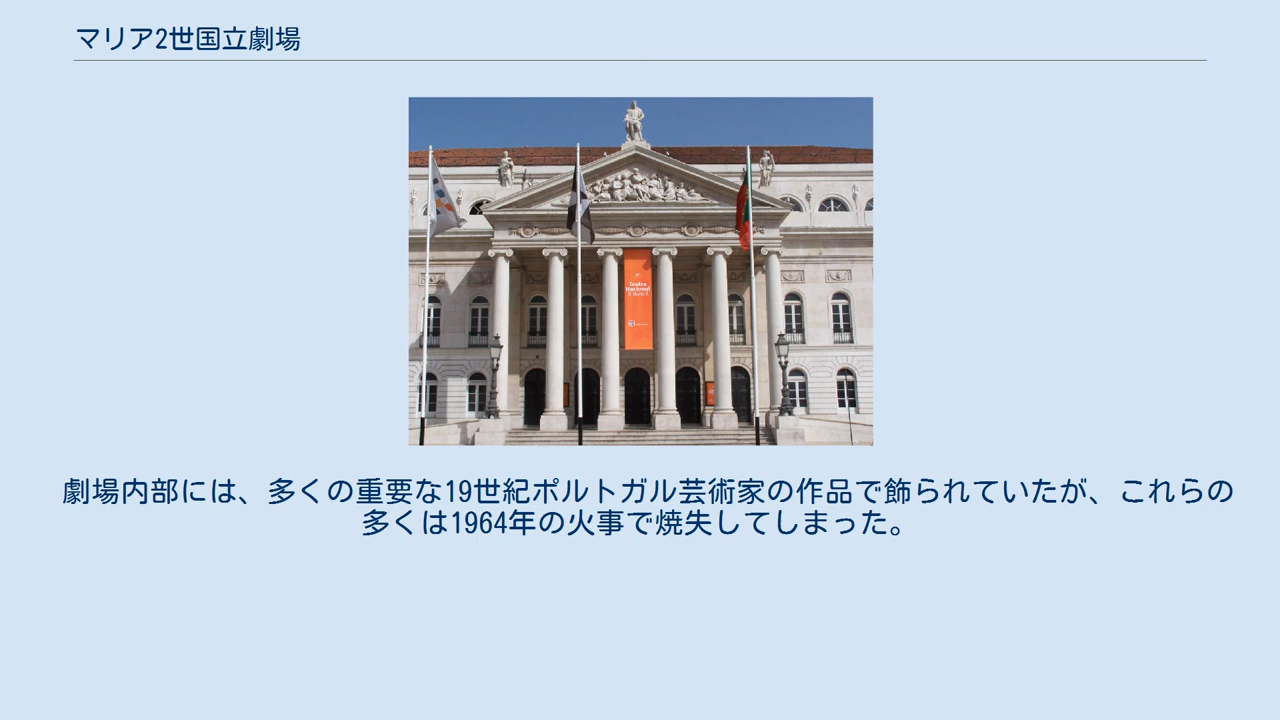 マリア2世国立劇場
Teatro
Nacional
劇場内部には、多くの重要な19世紀ポルトガル芸術家の作品で飾られていたが、これらの
多くは1964年の火事で焼失してしまった。